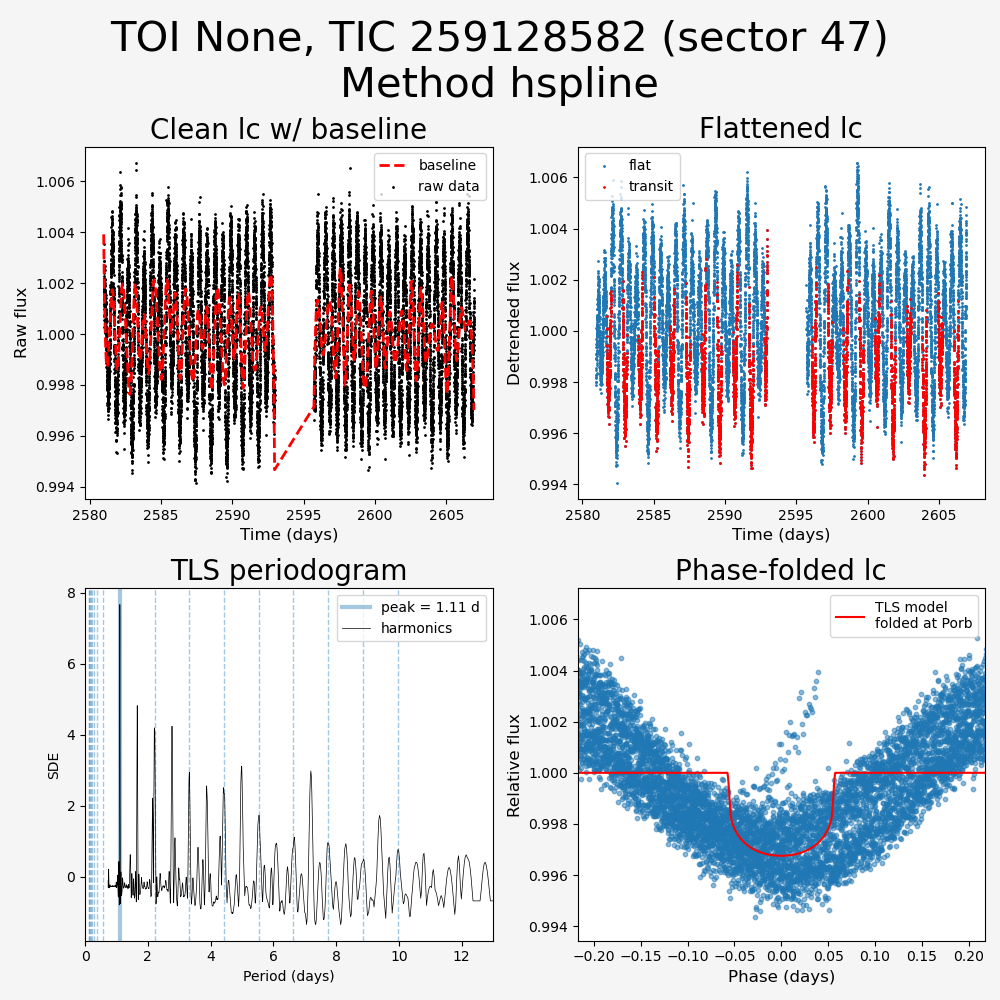 TOI None, TIC 259128582 (sector 47)
Method hspline
Clean lc w/ baseline
Flattened lc
baseline
raw data
flat
transit
Raw flux
1.006
1.004
1.002
1.000
0.998
0.996
0.994
2580
2585
2590
2595
2600
2605
Time (days)
Detrended flux
1.006
1.004
1.002
1.000
0.998
0.996
0.994
2580
2585
2590
2595
2600
2605
Time (days)
TLS periodogram
Phase-folded lc
peak = 1.11 d
harmonics
TLS model
folded at Porb
SDE
8
6
4
2
0
0
2
4
6
8
10
12
Period (days)
Relative flux
1.006
1.004
1.002
1.000
0.998
0.996
0.994
−0.20
−0.15
−0.10
−0.05
0.00
0.05
0.10
0.15
0.20
Phase (days)